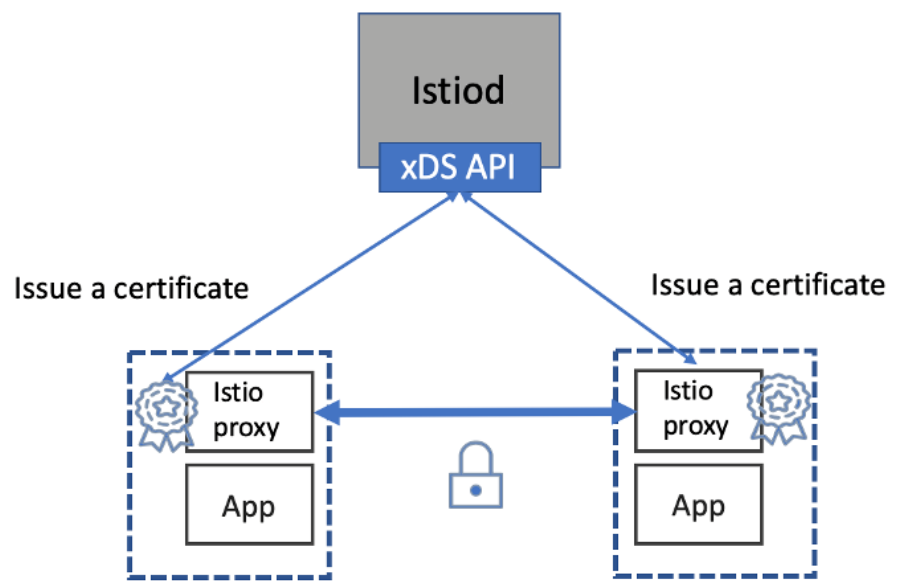 Istiod
xDS API
Issue a certificate
Issue a certificate
Istio
proxy
App
Istio
proxy
App